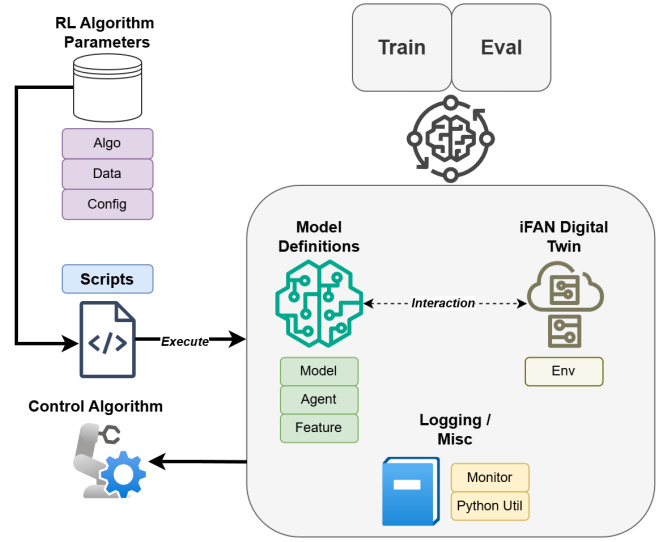 RL Algorithm
Parameters
Algo
Data
Config
Train
Eval
Scripts
</>
Execute
Control Algorithm
Model
Definitions
iFAN Digital
Twin
Interaction
Model
Agent
Feature
Env
Logging /
Misc
Monitor
Python Util